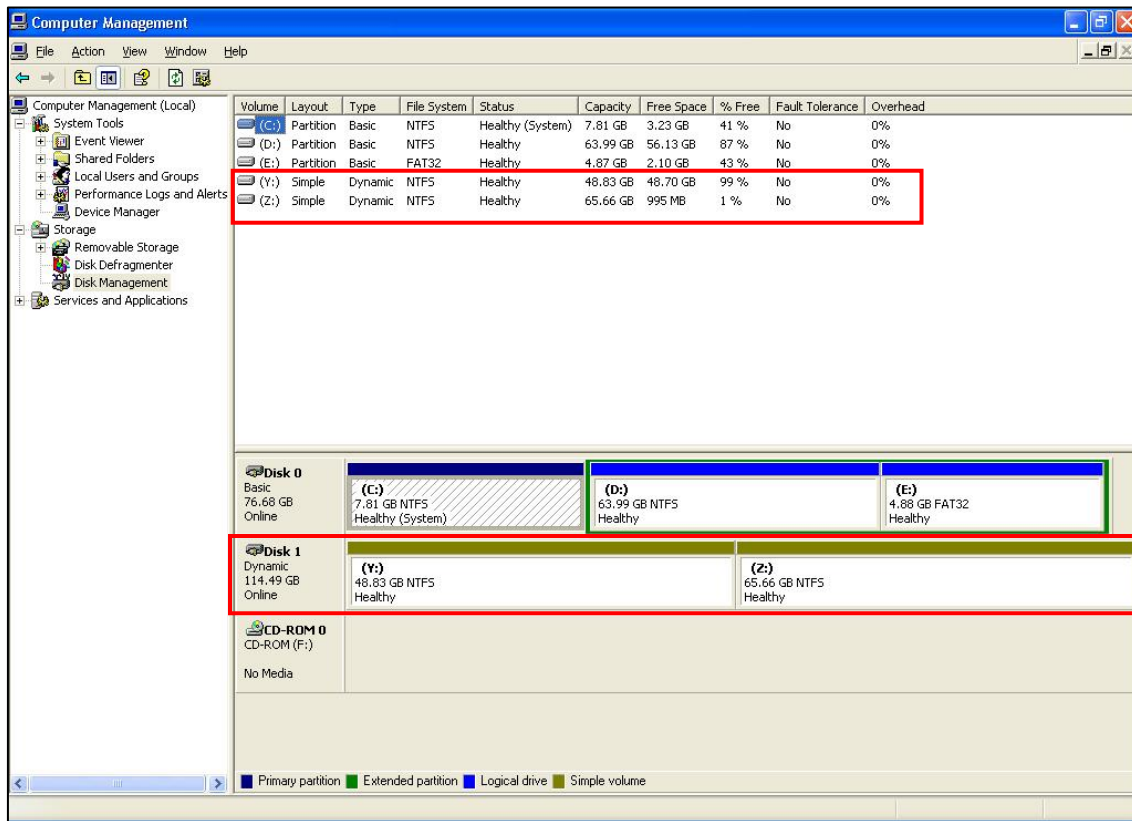 Computer Management
File Action View Window Help
Computer Management (Local)
System Tools
Event Viewer
Shared Folders
Local Users and Groups
Performance Logs and Alerts
Device Manager
Storage
Removable Storage
Disk Defragmenter
Disk Management
Services and Applications
Volume Layout Type File System Status Capacity Free Space % Free Fault Tolerance Overhead
(C:) Partition Basic NTFS Healthy (System) 7.81 GB 3.23 GB 41 % No 0%
(D:) Partition Basic NTFS Healthy 63.99 GB 56.13 GB 87 % No 0%
(E:) Partition Basic FAT32 Healthy 4.87 GB 2.10 GB 43 % No 0%
(Y:) Simple Dynamic NTFS Healthy 48.83 GB 48.70 GB 99 % No 0%
(Z:) Simple Dynamic NTFS Healthy 65.66 GB 995 MB 1 % No 0%
Disk 0
Basic
76.68 GB
Online
(C:)
7.81 GB NTFS
Healthy (System)
(D:)
63.99 GB NTFS
Healthy
(E:)
4.88 GB FAT32
Healthy
Disk 1
Dynamic
114.49 GB
Online
(Y:)
48.83 GB NTFS
Healthy
(Z:)
65.66 GB NTFS
Healthy
CD-ROM 0
CD-ROM (F:)
No Media
Primary partition Extended partition Logical drive Simple volume